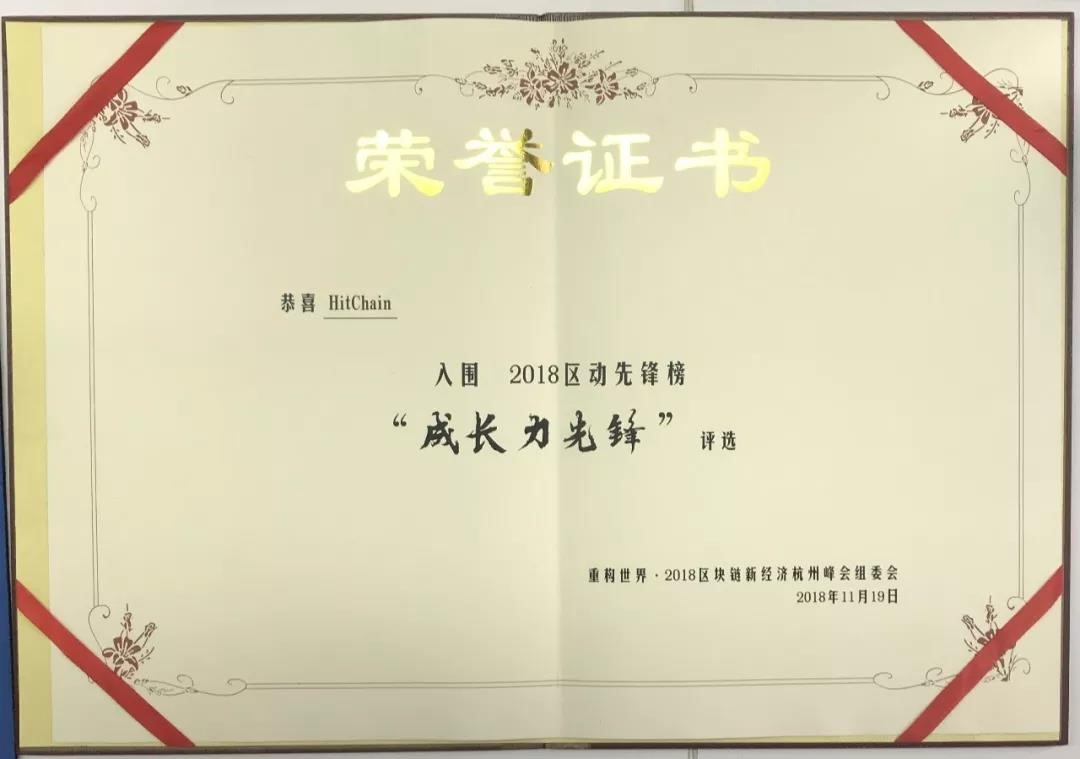 荣誉证书
恭喜 HitChain
入围 2018区动先锋榜
“成长力先锋” 评选
重构世界·2018区块链新经济杭州峰会组委会
2018年11月19日